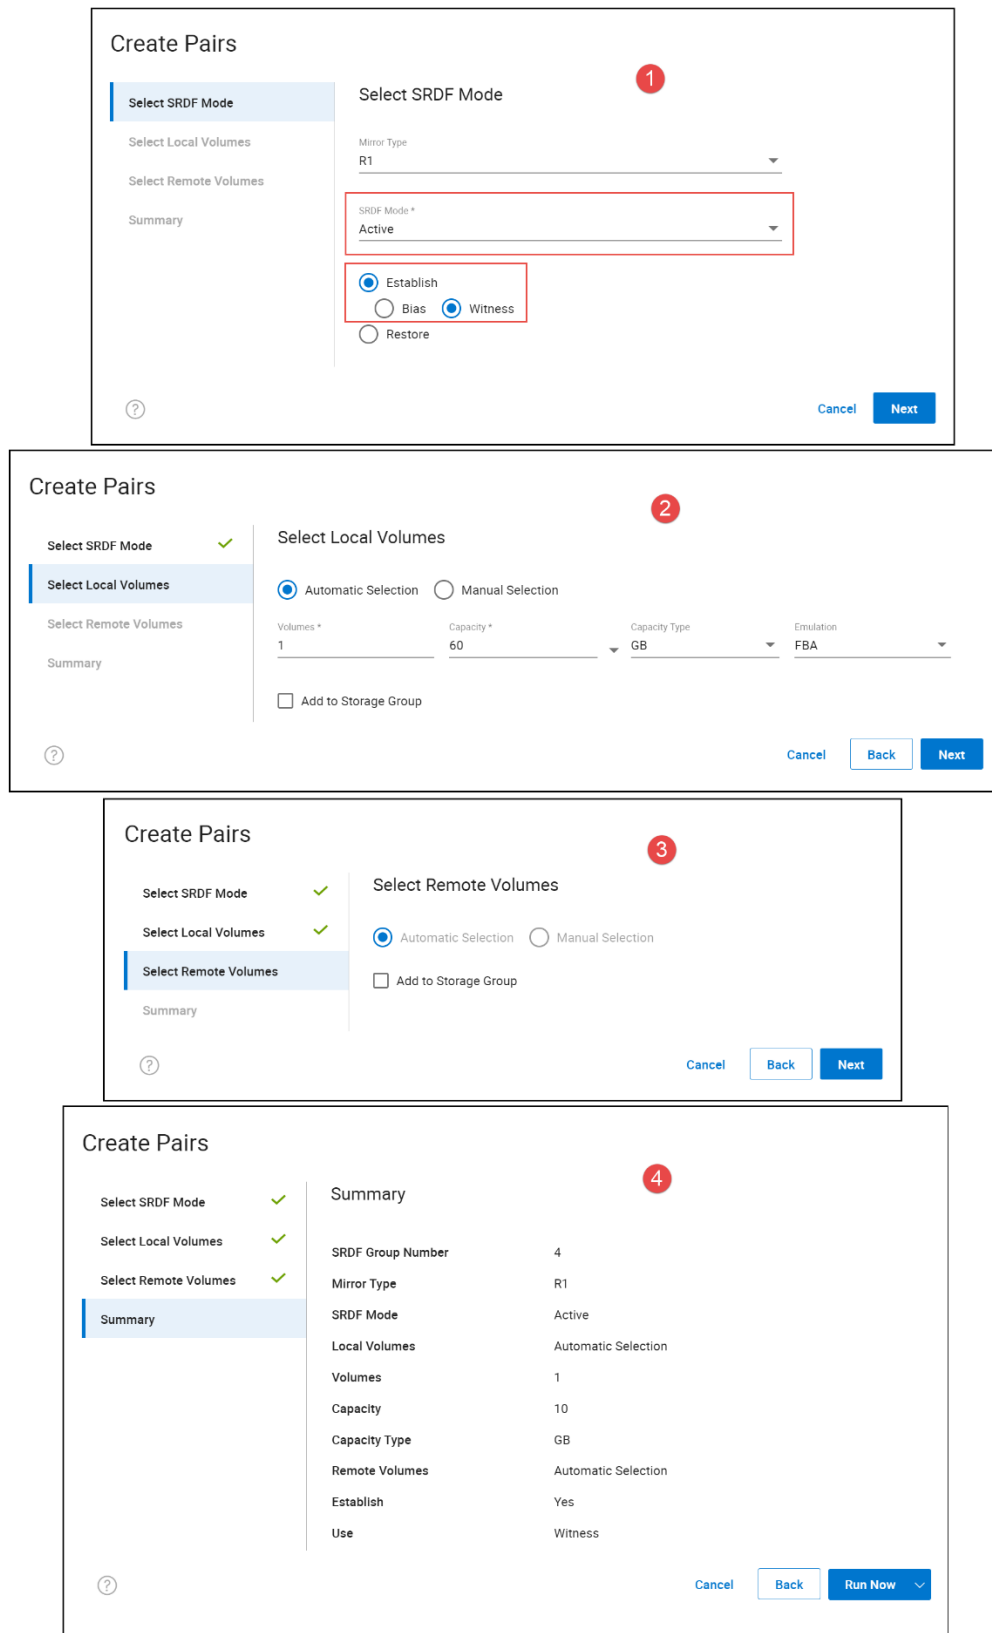 Create Pairs
1
Select SRDF Mode
Select Local Volumes
Select Remote Volumes
Summary
Select SRDF Mode
Mirror Type
R1
SRDF Mode *
Active
Establish
Bias Witness
Restore
?
Cancel Next
Create Pairs
2
Select SRDF Mode
Select Local Volumes
Select Remote Volumes
Summary
Select Local Volumes
Automatic Selection Manual Selection
Volumes * Capacity * Capacity Type Emulation
1 60 GB FBA
Add to Storage Group
?
Cancel Back Next
Create Pairs
3
Select SRDF Mode
Select Local Volumes
Select Remote Volumes
Summary
Select Remote Volumes
Automatic Selection Manual Selection
Add to Storage Group
?
Cancel Back Next
Create Pairs
4
Select SRDF Mode
Select Local Volumes
Select Remote Volumes
Summary
Summary
SRDF Group Number 4
Mirror Type R1
SRDF Mode Active
Local Volumes Automatic Selection
Volumes 1
Capacity 10
Capacity Type GB
Remote Volumes Automatic Selection
Establish Yes
Use Witness
?
Cancel Back Run Now